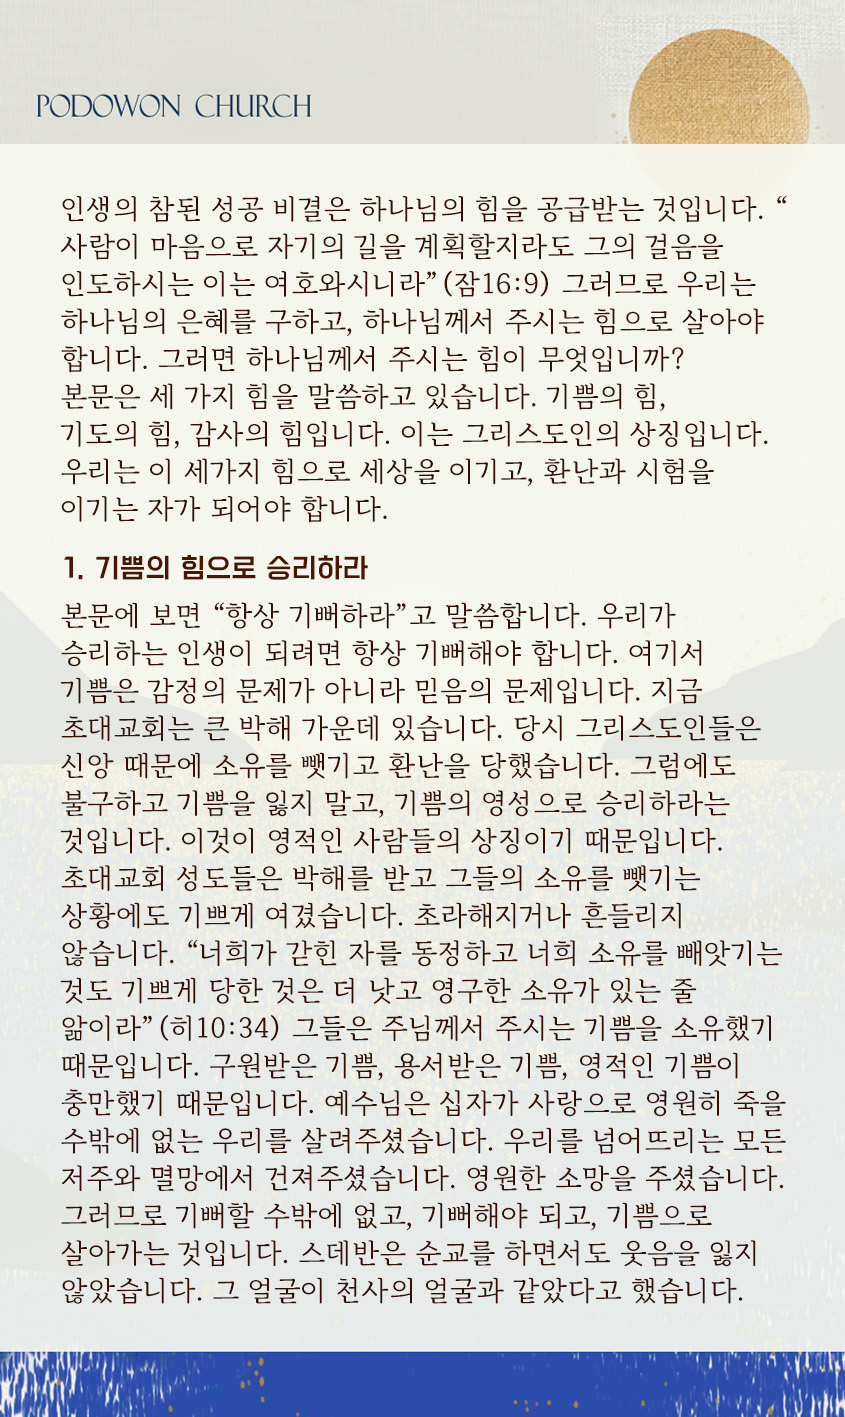 PODOWON CHURCH
인생의 참된 성공 비결은 하나님의 힘을 공급받는 것입니다. “
사람이 마음으로 자기의 길을 계획할지라도 그의 걸음을
인도하시는 이는 여호와시니라”(잠16:9) 그러므로 우리는
하나님의 은혜를 구하고, 하나님께서 주시는 힘으로 살아야
합니다. 그러면 하나님께서 주시는 힘이 무엇입니까?
본문은 세 가지 힘을 말씀하고 있습니다. 기쁨의 힘,
기도의 힘, 감사의 힘입니다. 이는 그리스도인의 상징입니다.
우리는 이 세가지 힘으로 세상을 이기고, 환난과 시험을
이기는 자가 되어야 합니다.
1. 기쁨의 힘으로 승리하라
본문에 보면 “항상 기뻐하라”고 말씀합니다. 우리가
승리하는 인생이 되려면 항상 기뻐해야 합니다. 여기서
기쁨은 감정의 문제가 아니라 믿음의 문제입니다. 지금
초대교회는 큰 박해 가운데 있습니다. 당시 그리스도인들은
신앙 때문에 소유를 뺏기고 환난을 당했습니다. 그럼에도
불구하고 기쁨을 잃지 말고, 기쁨의 영성으로 승리하라는
것입니다. 이것이 영적인 사람들의 상징이기 때문입니다.
초대교회 성도들은 박해를 받고 그들의 소유를 뺏기는
상황에도 기쁘게 여겼습니다. 초라해지거나 흔들리지
않습니다. “너희가 갇힌 자를 동정하고 너희 소유를 빼앗기는
것도 기쁘게 당한 것은 더 낫고 영구한 소유가 있는 줄
앎이라”(히10:34) 그들은 주님께서 주시는 기쁨을 소유했기
때문입니다. 구원받은 기쁨, 용서받은 기쁨, 영적인 기쁨이
충만했기 때문입니다. 예수님은 십자가 사랑으로 영원히 죽을
수밖에 없는 우리를 살려주셨습니다. 우리를 넘어뜨리는 모든
저주와 멸망에서 건져주셨습니다. 영원한 소망을 주셨습니다.
그러므로 기뻐할 수밖에 없고, 기뻐해야 되고, 기쁨으로
살아가는 것입니다. 스데반은 순교를 하면서도 웃음을 잃지
않았습니다. 그 얼굴이 천사의 얼굴과 같았다고 했습니다.